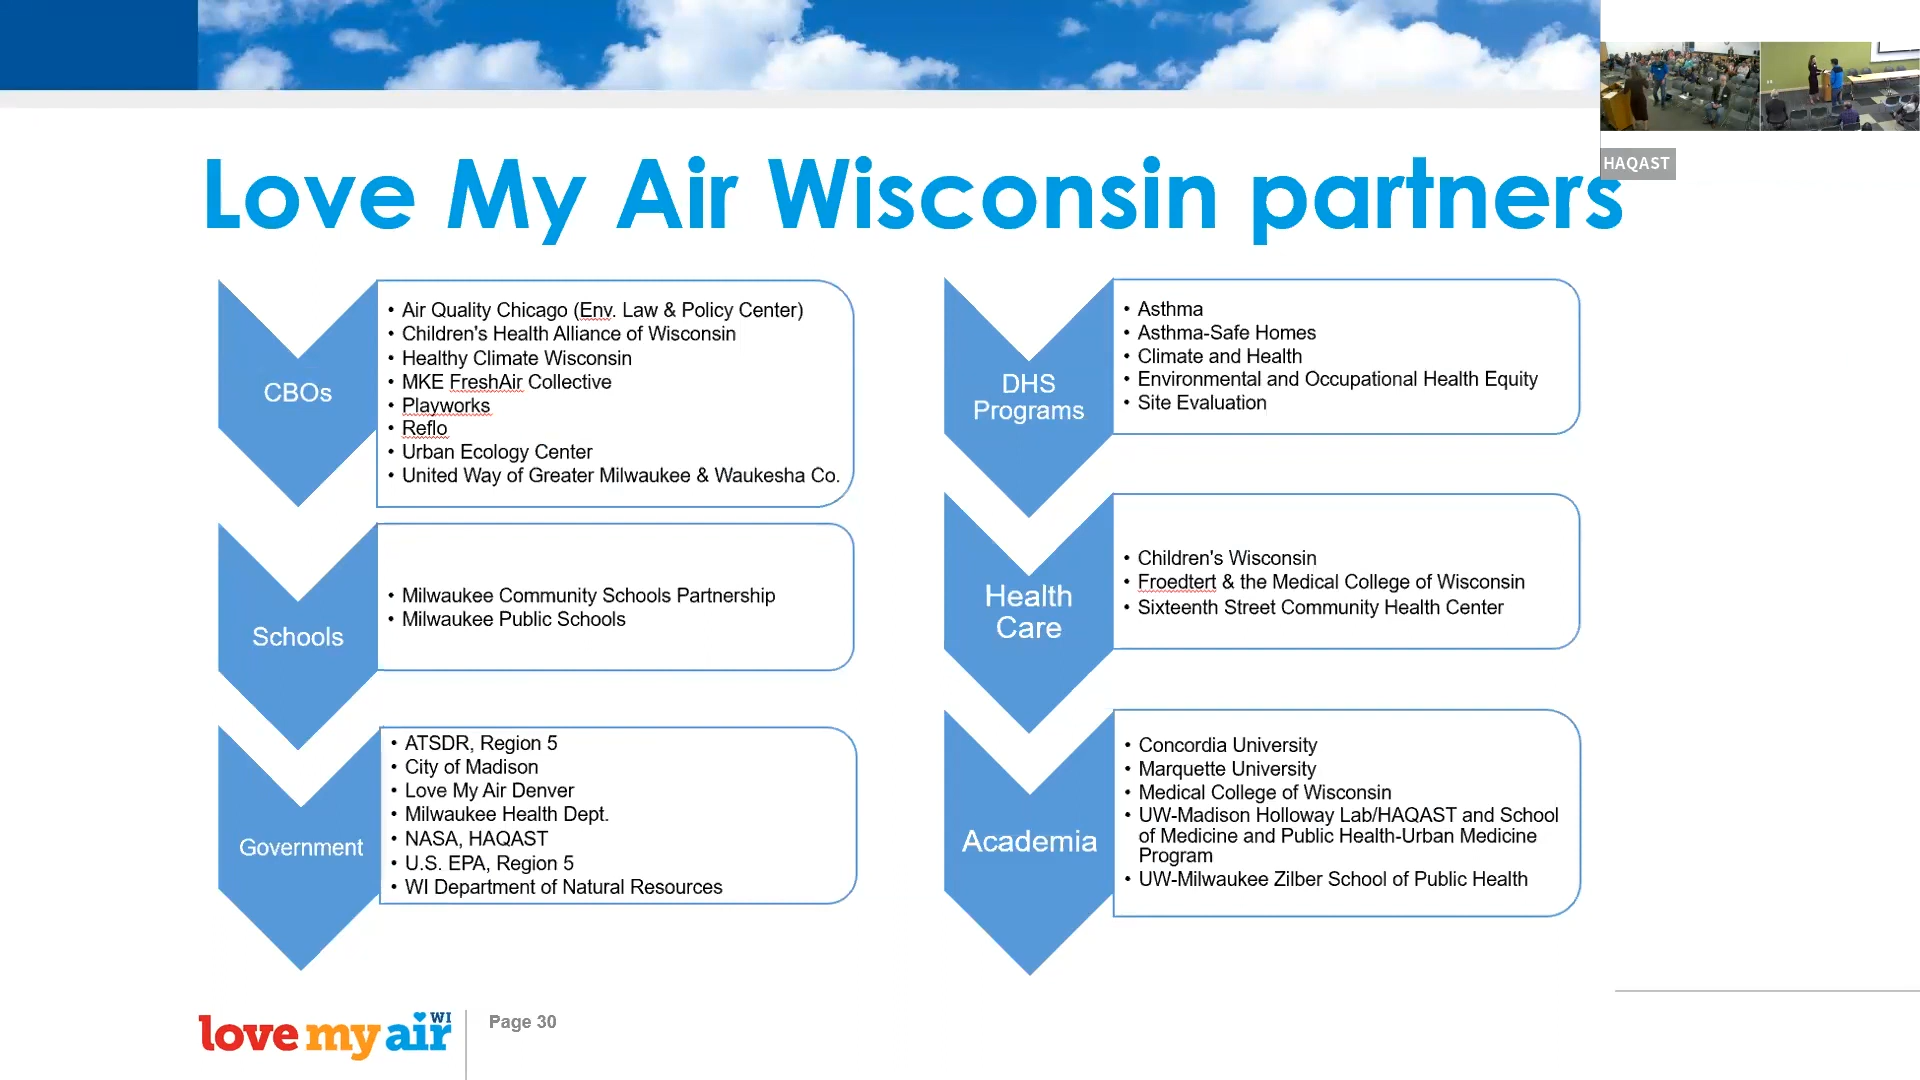 HAQAST
Love My Air Wisconsin partners
CBOs
• Air Quality Chicago (Env. Law & Policy Center)
• Children's Health Alliance of Wisconsin
• Healthy Climate Wisconsin
• MKE FreshAir Collective
• Playworks
• Reflo
• Urban Ecology Center
• United Way of Greater Milwaukee & Waukesha Co.
Schools
• Milwaukee Community Schools Partnership
• Milwaukee Public Schools
Government
• ATSDR, Region 5
• City of Madison
• Love My Air Denver
• Milwaukee Health Dept.
• NASA, HAQAST
• U.S. EPA, Region 5
• WI Department of Natural Resources
DHS
Programs
• Asthma
• Asthma-Safe Homes
• Climate and Health
• Environmental and Occupational Health Equity
• Site Evaluation
Health
Care
• Children's Wisconsin
• Froedtert & the Medical College of Wisconsin
• Sixteenth Street Community Health Center
Academia
• Concordia University
• Marquette University
• Medical College of Wisconsin
• UW-Madison Holloway Lab/HAQAST and School
of Medicine and Public Health-Urban Medicine
Program
• UW-Milwaukee Zilber School of Public Health
love my air WI
Page 30